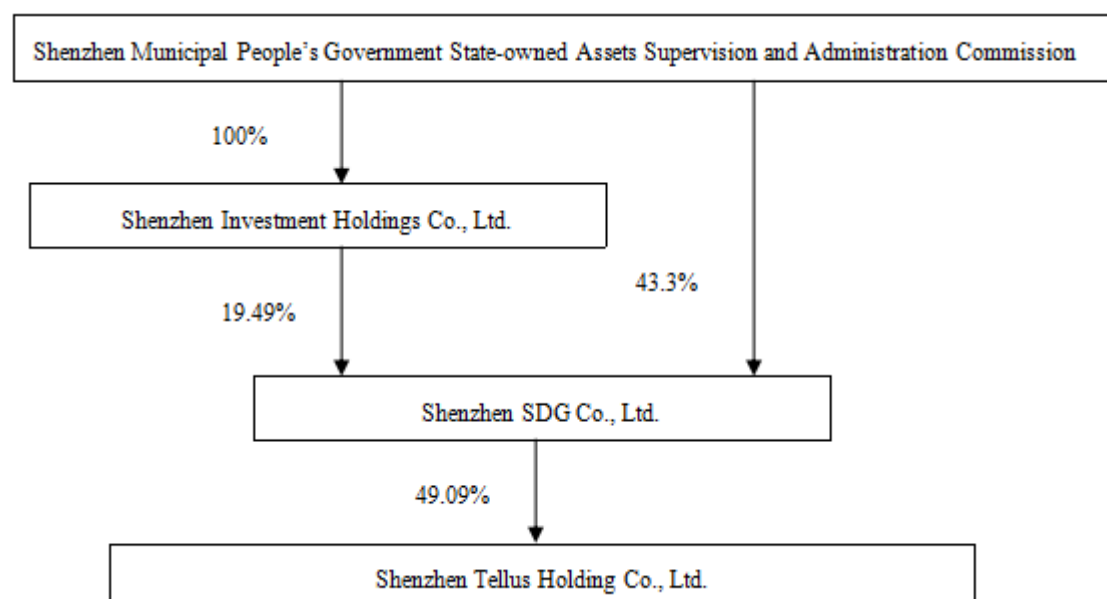 Shenzhen Municipal People’s Government State-owned Assets Supervision and Administration Commission
100%
Shenzhen Investment Holdings Co., Ltd.
43.3%
19.49%
Shenzhen SDG Co., Ltd.
49.09%
Shenzhen Tellus Holding Co., Ltd.